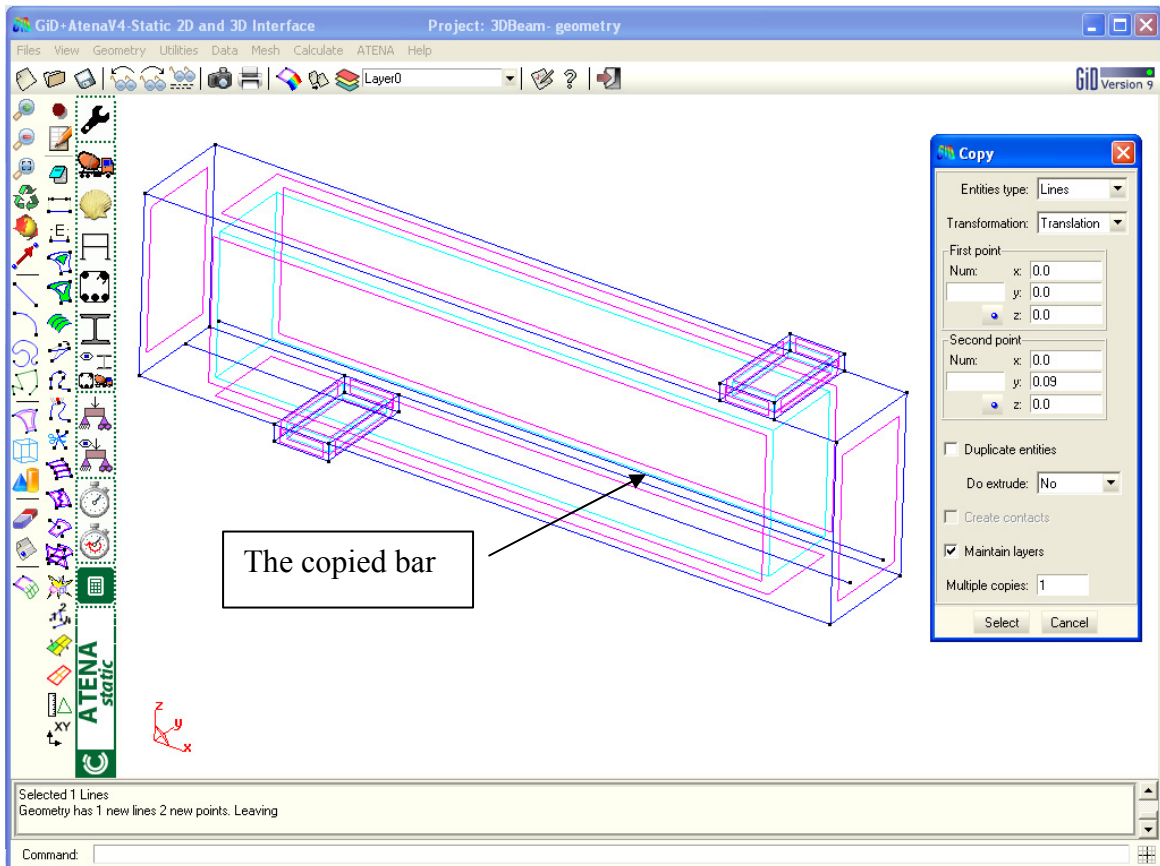 GiD+AtenaV4-Static 2D and 3D Interface Project: 3DBeam- geometry
Files View Geometry Utilities Data Mesh Calculate ATENA Help
Layer0
GiD Version 9
:E:
Copy
Entities type: Lines
Transformation: Translation
First point
Num: x: 0.0
y: 0.0
z: 0.0
Second point
Num: x: 0.0
y: 0.09
z: 0.0
Duplicate entities
Do extrude: No
Create contacts
Maintain layers
Multiple copies: 1
Select Cancel
The copied bar
ATENA
static
XY
z
y
x
Selected 1 Lines
Geometry has 1 new lines 2 new points. Leaving
Command: